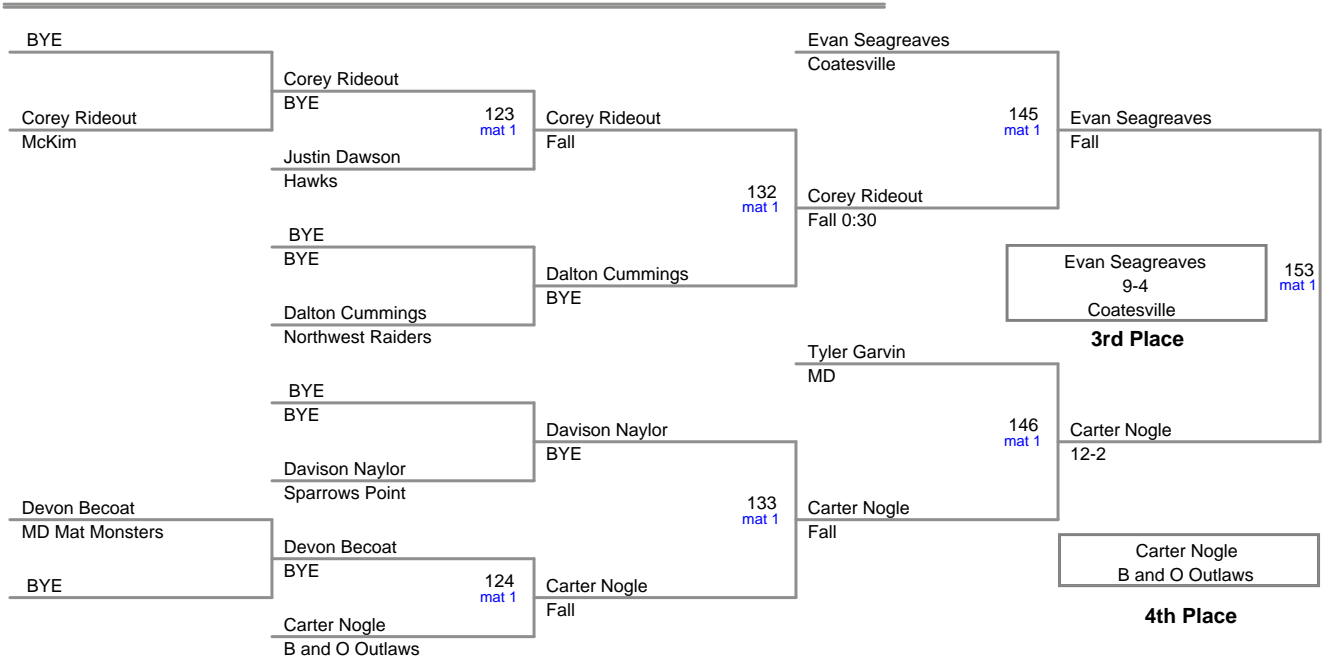 BYE
Corey Rideout
McKim
Corey Rideout
BYE
Justin Dawson
Hawks
123
mat 1
Corey Rideout
Fall
BYE
BYE
Dalton Cummings
Northwest Raiders
Dalton Cummings
BYE
132
mat 1
Evan Seagreaves
Coatesville
Corey Rideout
Fall 0:30
145
mat 1
Evan Seagreaves
Fall
Evan Seagreaves
9-4
Coatesville
3rd Place
153
mat 1
BYE
BYE
Davison Naylor
Sparrows Point
Davison Naylor
BYE
Devon Becoat
MD Mat Monsters
BYE
Devon Becoat
BYE
Carter Nogle
B and O Outlaws
124
mat 1
Carter Nogle
Fall
133
mat 1
Tyler Garvin
MD
Carter Nogle
Fall
146
mat 1
Carter Nogle
12-2
Carter Nogle
B and O Outlaws
4th Place